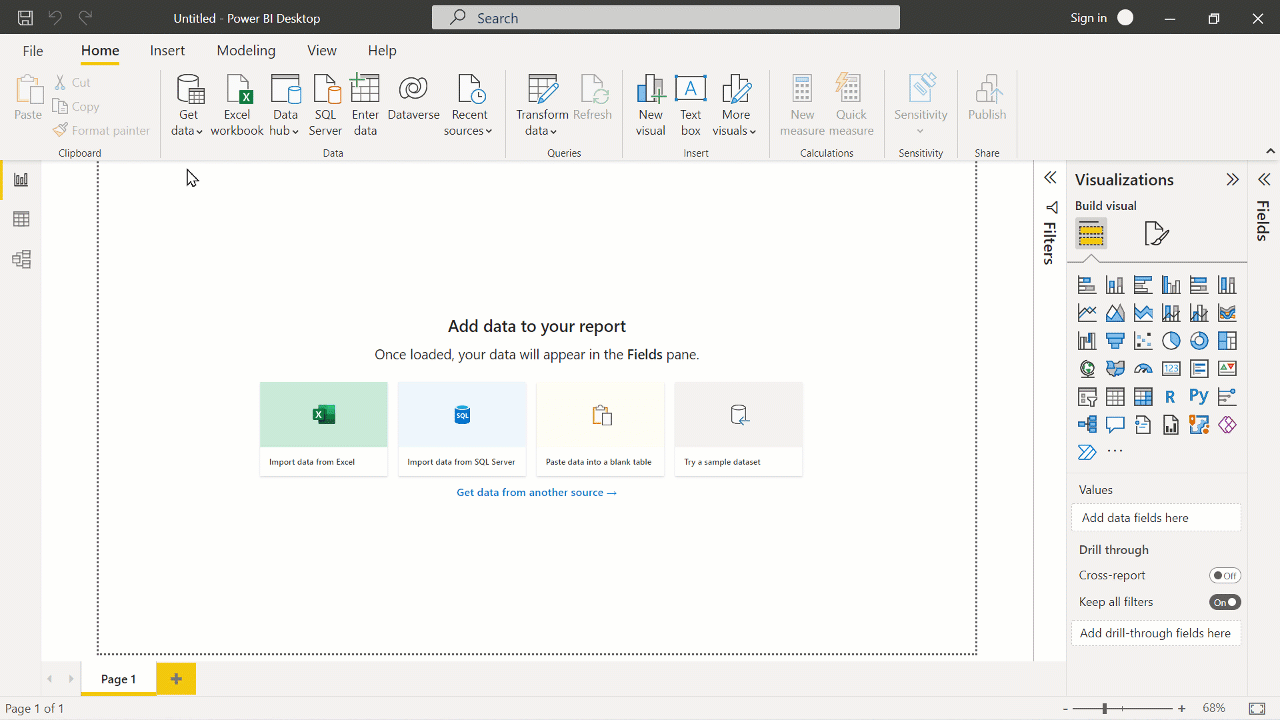 Untitled - Power BI Desktop
Search
Sign in
File
Home
Insert
Modeling
View
Help
Paste
Cut
Copy
Format painter
Clipboard
Get data
Excel workbook
Data hub
SQL Server
Enter data
Dataverse
Recent sources
Data
Transform data
Refresh
Queries
New visual
A
Text box
More visuals
Insert
New measure
Quick measure
Calculations
Sensitivity
Sensitivity
Publish
Share
Add data to your report
Once loaded, your data will appear in the Fields pane.
Import data from Excel
SQL
Import data from SQL Server
Paste data into a blank table
Try a sample dataset
Get data from another source →
Filters
Visualizations
Build visual
123
R
Py
...
Values
Add data fields here
Drill through
Cross-report
Off
Keep all filters
On
Add drill-through fields here
Fields
Page 1
+
Page 1 of 1
-
+
68%